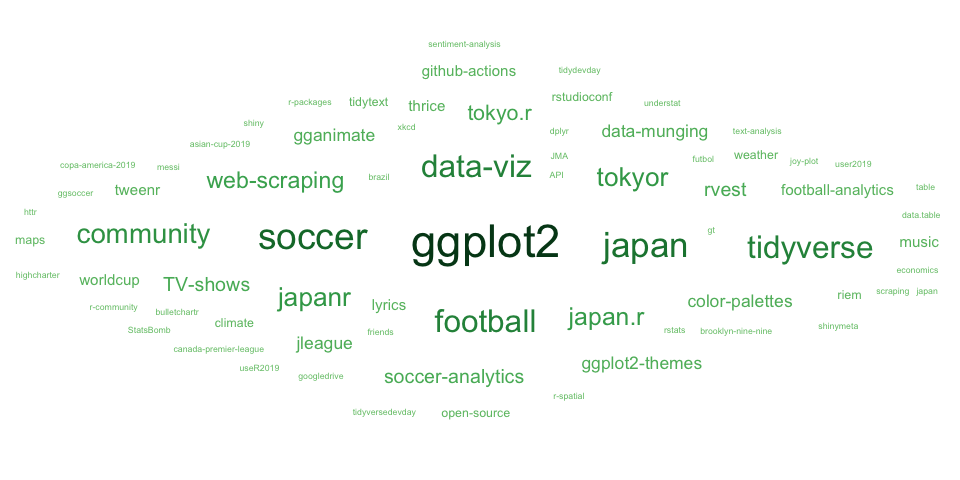 sentiment-analysis
github-actions
tidydevday
r-packages
tidytext
thrice
tokyo.r
rstudioconf
understat
shiny
gganimate
xkcd
dplyr
data-munging
text-analysis
asian-cup-2019
copa-america-2019
messi
web-scraping
brazil
data-viz
JMA
API
tokyor
futbol
weather
joy-plot
user2019
ggsoccer
tweenr
rvest
football-analytics
table
httr
maps
community
soccer
ggplot2
japan
gt
tidyverse
data.table
music
highcharter
worldcup
TV-shows
economics
r-community
bulletchartr
japanr
lyrics
color-palettes
riem
scraping
japan
StatsBomb
climate
friends
football
japan.r
rstats
brooklyn-nine-nine
shinymeta
canada-premier-league
jleague
useR2019
googledrive
soccer-analytics
ggplot2-themes
r-spatial
tidyversedevday
open-source